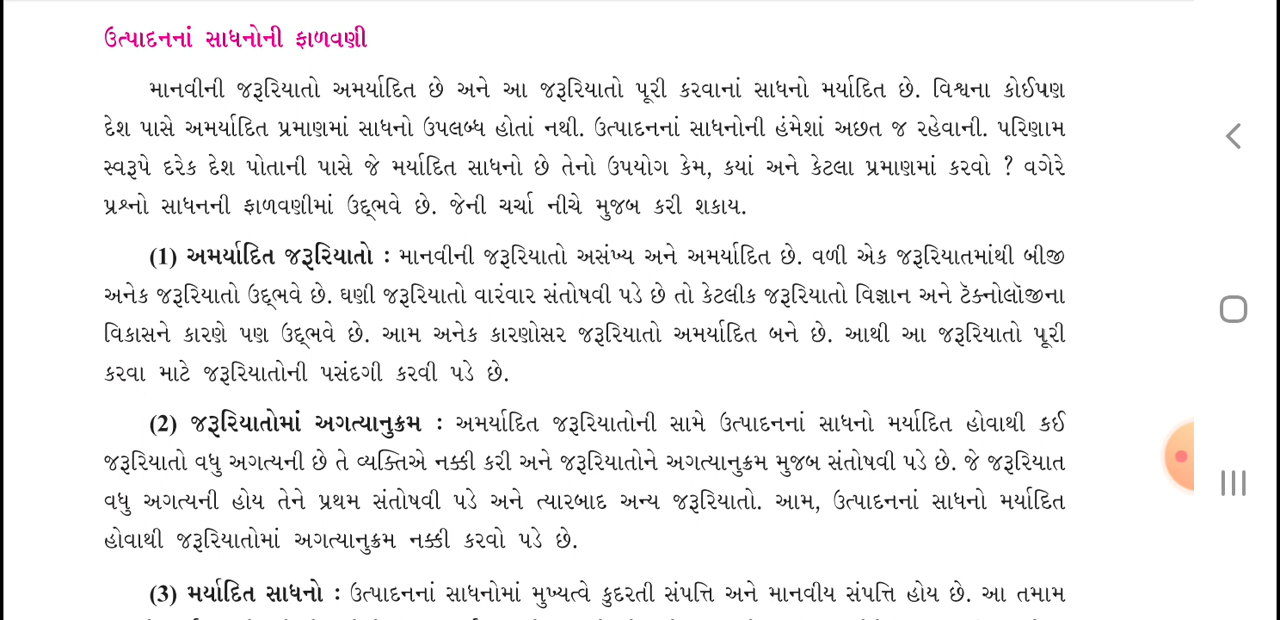 ઉત્પાદનનાં સાધનોની ફાળવણી
માનવીની જરૂરિયાતો અમર્યાદિત છે અને આ જરૂરિયાતો પૂરી કરવાનાં સાધનો મર્યાદિત છે. વિશ્વના કોઈપણ
દેશ પાસે અમર્યાદિત પ્રમાણમાં સાધનો ઉપલબ્ધ હોતાં નથી. ઉત્પાદનનાં સાધનોની હંમેશાં અછત જ રહેવાની. પરિણામ
સ્વરૂપે દરેક દેશ પોતાની પાસે જે મર્યાદિત સાધનો છે તેનો ઉપયોગ કેમ, કયાં અને કેટલા પ્રમાણમાં કરવો ? વગેરે
પ્રશ્નો સાધનની ફાળવણીમાં ઉદ્ભવે છે. જેની ચર્ચા નીચે મુજબ કરી શકાય.
(1) અમર્યાદિત જરૂરિયાતો : માનવીની જરૂરિયાતો અસંખ્ય અને અમર્યાદિત છે. વળી એક જરૂરિયાતમાંથી બીજી
અનેક જરૂરિયાતો ઉદ્ભવે છે. ઘણી જરૂરિયાતો વારંવાર સંતોષવી પડે છે તો કેટલીક જરૂરિયાતો વિજ્ઞાન અને ટૅક્નોલૉજીના
વિકાસને કારણે પણ ઉદ્ભવે છે. આમ અનેક કારણોસર જરૂરિયાતો અમર્યાદિત બને છે. આથી આ જરૂરિયાતો પૂરી
કરવા માટે જરૂરિયાતોની પસંદગી કરવી પડે છે.
(2) જરૂરિયાતોમાં અગત્યાનુક્રમ : અમર્યાદિત જરૂરિયાતોની સામે ઉત્પાદનનાં સાધનો મર્યાદિત હોવાથી કઈ
જરૂરિયાતો વધુ અગત્યની છે તે વ્યક્તિએ નક્કી કરી અને જરૂરિયાતોને અગત્યાનુક્રમ મુજબ સંતોષવી પડે છે. જે જરૂરિયાત
વધુ અગત્યની હોય તેને પ્રથમ સંતોષવી પડે અને ત્યારબાદ અન્ય જરૂરિયાતો. આમ, ઉત્પાદનનાં સાધનો મર્યાદિત
હોવાથી જરૂરિયાતોમાં અગત્યાનુક્રમ નક્કી કરવો પડે છે.
(3) મર્યાદિત સાધનો : ઉત્પાદનનાં સાધનોમાં મુખ્યત્વે કુદરતી સંપત્તિ અને માનવીય સંપત્તિ હોય છે. આ તમામ